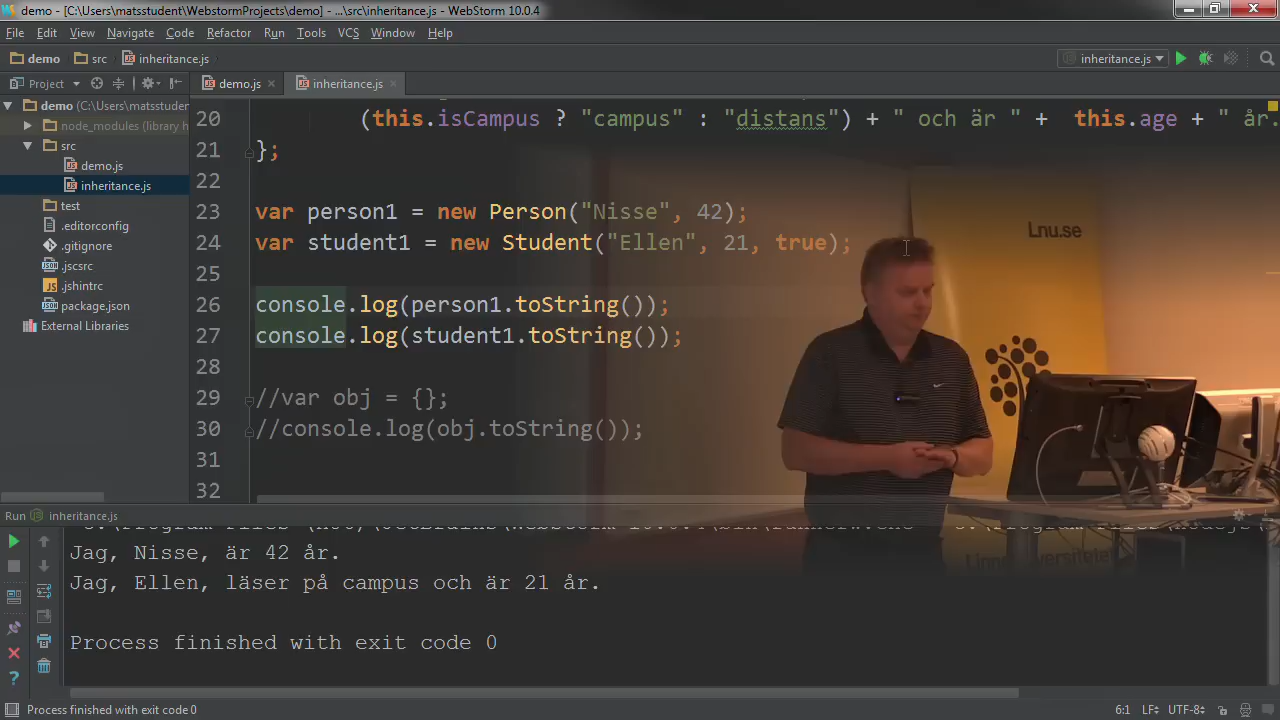 demo - [C:\Users\matsstudent\WebstormProjects\demo] - ...\src\inheritance.js - WebStorm 10.0.4
File Edit View Navigate Code Refactor Run Tools VCS Window Help
demo src inheritance.js inheritance.js
Project demo.js inheritance.js
demo (C:\Users\matsstuden
node_modules (library h
src
demo.js
inheritance.js
test
.editorconfig
.gitignore
.jscsrc
.jshintrc
package.json
External Libraries
20 (this.isCampus ? "campus" : "distans") + " och är " + this.age + " år.
21 };
22
23 var person1 = new Person("Nisse", 42);
24 var student1 = new Student("Ellen", 21, true);
25
26 console.log(person1.toString());
27 console.log(student1.toString());
28
29 //var obj = {};
30 //console.log(obj.toString());
31
32
Lnu.se
Run inheritance.js
Jag, Nisse, är 42 år.
Jag, Ellen, läser på campus och är 21 år.
Process finished with exit code 0
Process finished with exit code 0 6:1 LF UTF-8